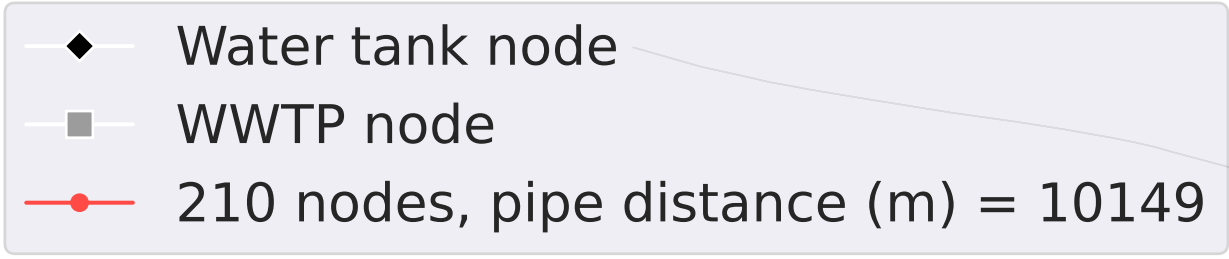 Water tank node
WWTP node
210 nodes, pipe distance (m) = 10149